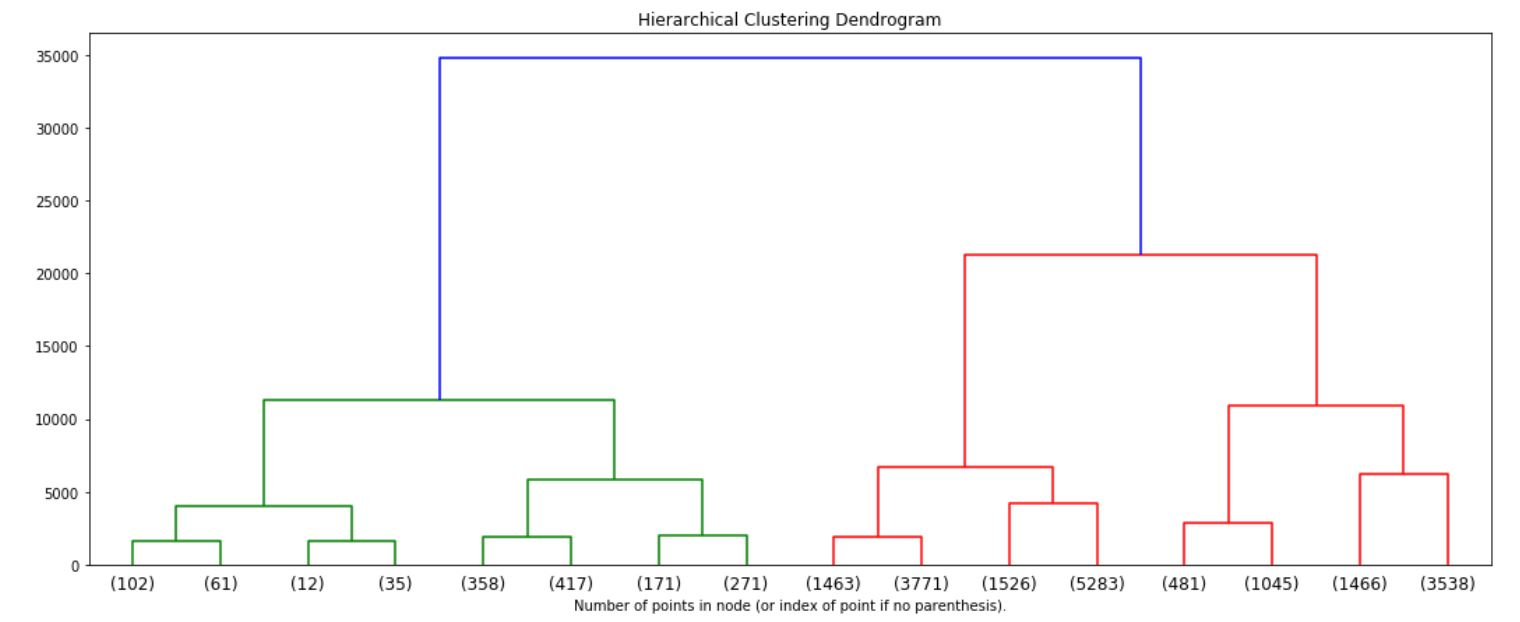 Hierarchical Clustering Dendrogram
35000
30000
25000
20000
15000
10000
5000
0
(102) (61) (12) (35) (358) (417) (171) (271) (1463) (3771) (1526) (5283) (481) (1045) (1466) (3538)
Number of points in node (or index of point if no parenthesis).